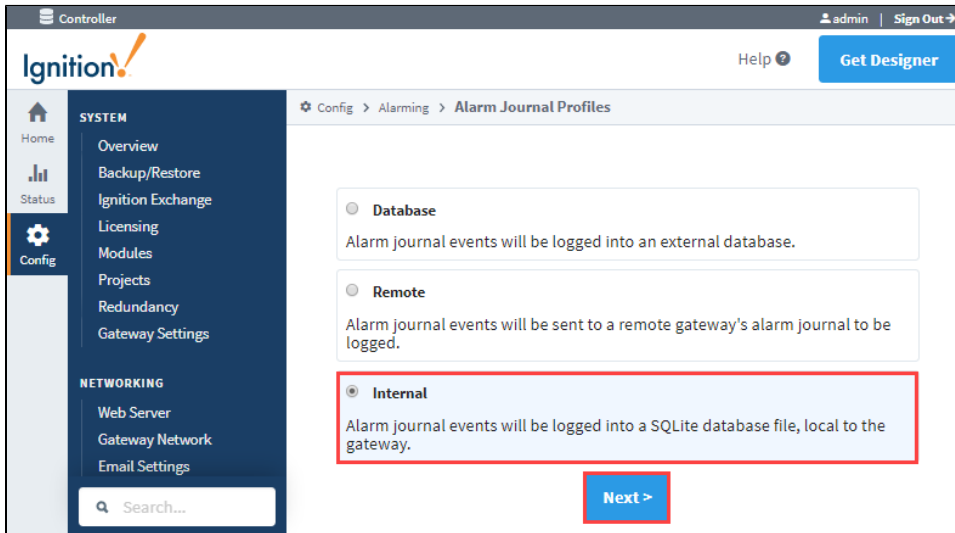 Controller
admin | Sign Out
Ignition!
Help ?
Get Designer
Config > Alarming > Alarm Journal Profiles
Home
Status
Config
SYSTEM
Overview
Backup/Restore
Ignition Exchange
Licensing
Modules
Projects
Redundancy
Gateway Settings
NETWORKING
Web Server
Gateway Network
Email Settings
Search...
Database
Alarm journal events will be logged into an external database.
Remote
Alarm journal events will be sent to a remote gateway's alarm journal to be
logged.
Internal
Alarm journal events will be logged into a SQLite database file, local to the
gateway.
Next >